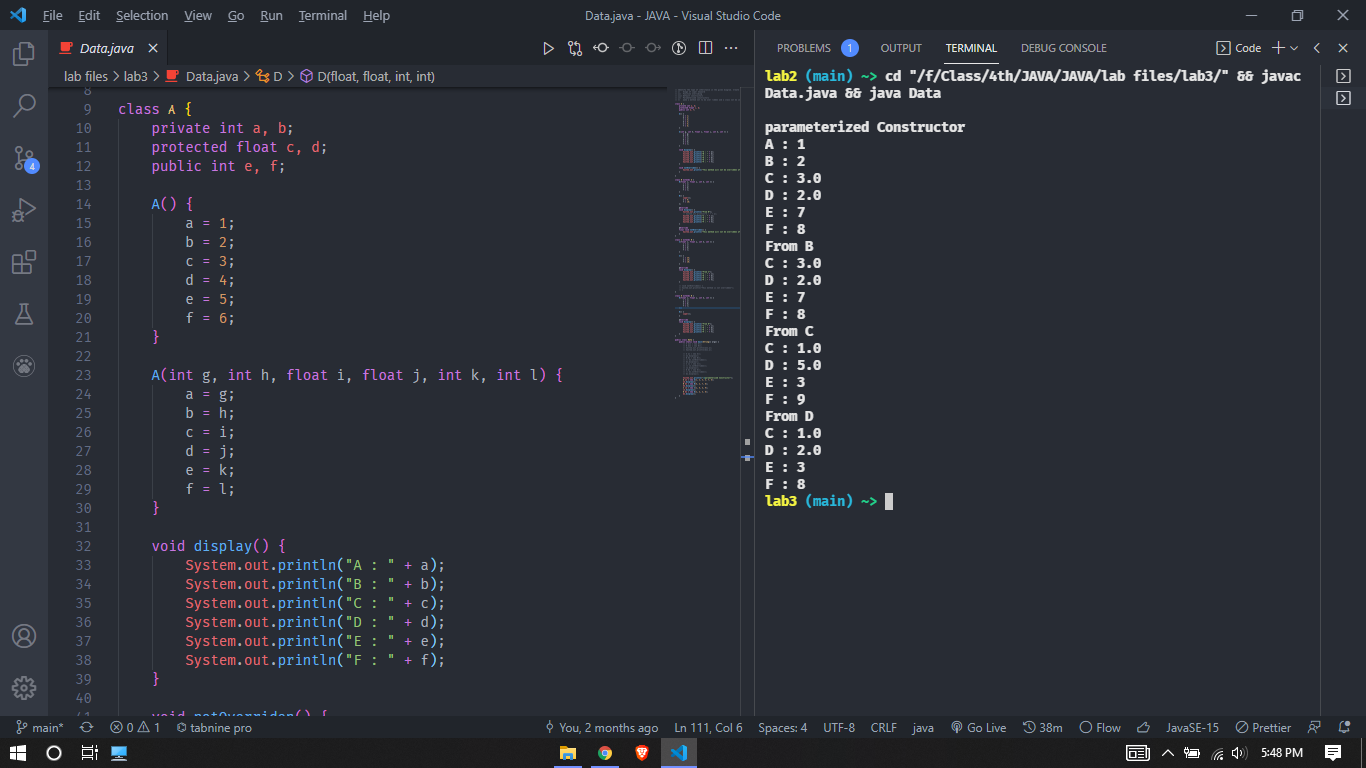 File Edit Selection View Go Run Terminal Help
Data.java - JAVA - Visual Studio Code
Data.java
PROBLEMS 1 OUTPUT TERMINAL DEBUG CONSOLE
Code
lab files > lab3 > Data.java > D > D(float, float, int, int)
4
8
9 class A {
10 private int a, b;
11 protected float c, d;
12 public int e, f;
13
14 A() {
15 a = 1;
16 b = 2;
17 c = 3;
18 d = 4;
19 e = 5;
20 f = 6;
21 }
22
23 A(int g, int h, float i, float j, int k, int l) {
24 a = g;
25 b = h;
26 c = i;
27 d = j;
28 e = k;
29 f = l;
30 }
31
32 void display() {
33 System.out.println("A : " + a);
34 System.out.println("B : " + b);
35 System.out.println("C : " + c);
36 System.out.println("D : " + d);
37 System.out.println("E : " + e);
38 System.out.println("F : " + f);
39 }
40
lab2 (main) ~> cd "/f/Class/4th/JAVA/JAVA/lab files/lab3/" && javac
Data.java && java Data
parameterized Constructor
A : 1
B : 2
C : 3.0
D : 2.0
E : 7
F : 8
From B
C : 3.0
D : 2.0
E : 7
F : 8
From C
C : 1.0
D : 5.0
E : 3
F : 9
From D
C : 1.0
D : 2.0
E : 3
F : 8
lab3 (main) ~>
main* 0 1 tabnine pro You, 2 months ago Ln 111, Col 6 Spaces: 4 UTF-8 CRLF java Go Live 38m Flow JavaSE-15 Prettier
5:48 PM